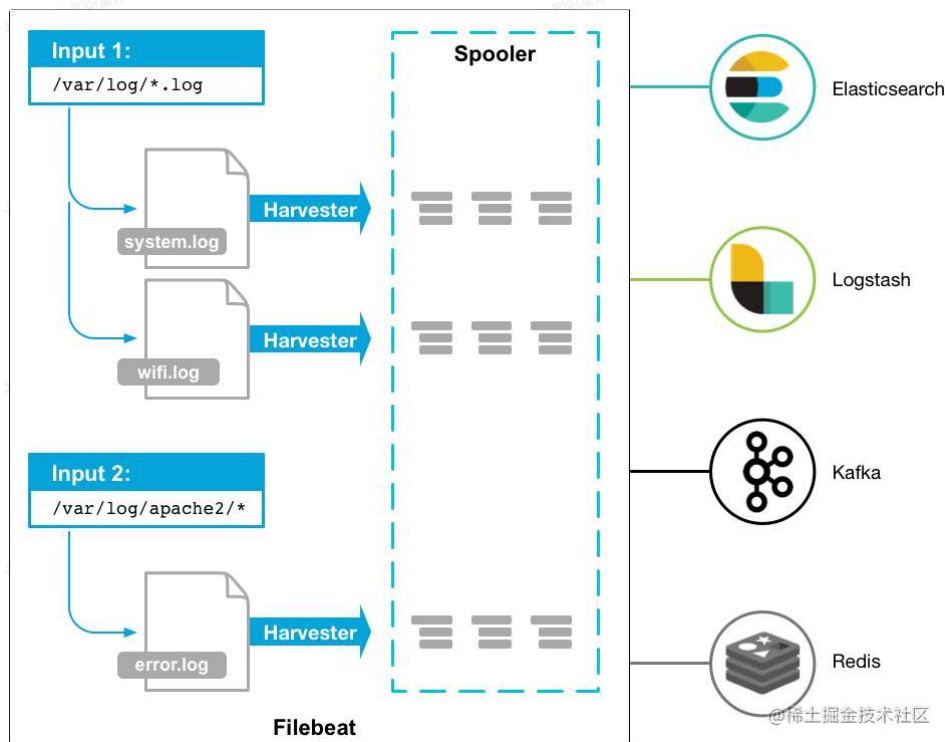 Input 1:
/var/log/*.log
Spooler
Elasticsearch
Harvester
system.log
Logstash
Harvester
wifi.log
Input 2:
/var/log/apache2/*
Kafka
Harvester
error.log
Redis
Filebeat
@稀土掘金技术社区